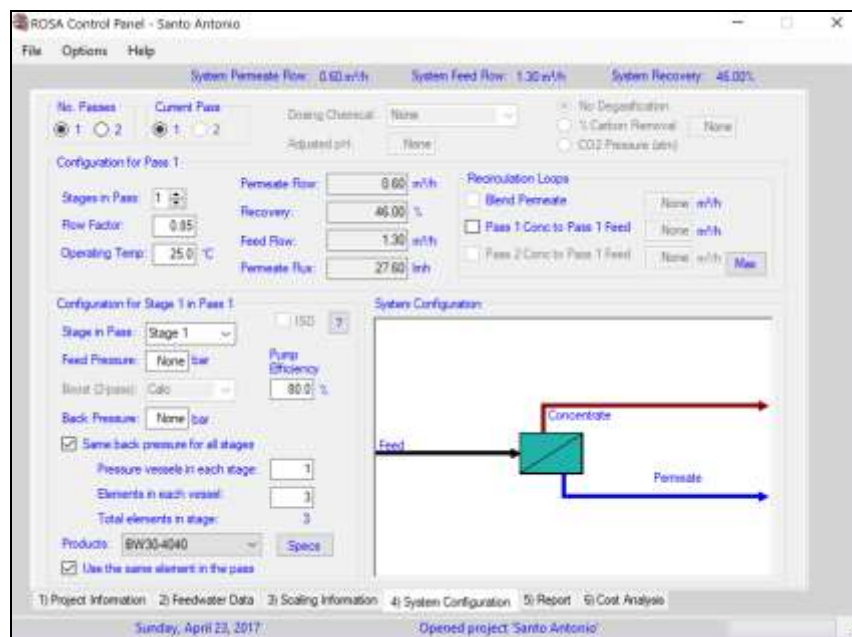 ROSA Control Panel - Santo Antonio
File Options Help
System Permeate Flow: 0.60 m³/h System Feed Flow: 1.30 m³/h System Recovery: 46.00%
No. Passes Current Pass Dosing Chemical: None No Degasification
1 2 1 2 % Carbon Removal None
Adjusted pH: None CO2 Pressure (atm)
Configuration for Pass 1
Stages in Pass: 1
Flow Factor: 0.85
Operating Temp: 25.0 °C
Permeate Flow: 0.60 m³/h
Recovery: 46.00 %
Feed Flow: 1.30 m³/h
Permeate Flux: 27.60 lmh
Recirculation Loops
Blend Permeate None m³/h
Pass 1 Conc to Pass 1 Feed None m³/h
Pass 2 Conc to Pass 1 Feed None m³/h Max
Configuration for Stage 1 in Pass 1
ISD ?
Stage in Pass: Stage 1
Feed Pressure: None bar
Pump
Efficiency
Boost (2-pass): Calc 80.0 %
Back Pressure: None bar
Same back pressure for all stages
Pressure vessels in each stage: 1
Elements in each vessel: 3
Total elements in stage: 3
Products: BW30-4040 Specs
Use the same element in the pass
System Configuration
Concentrate
Feed
Permeate
1) Project Information 2) Feedwater Data 3) Scaling Information 4) System Configuration 5) Report 6) Cost Analysis
Sunday, April 23, 2017 Opened project 'Santo Antonio'